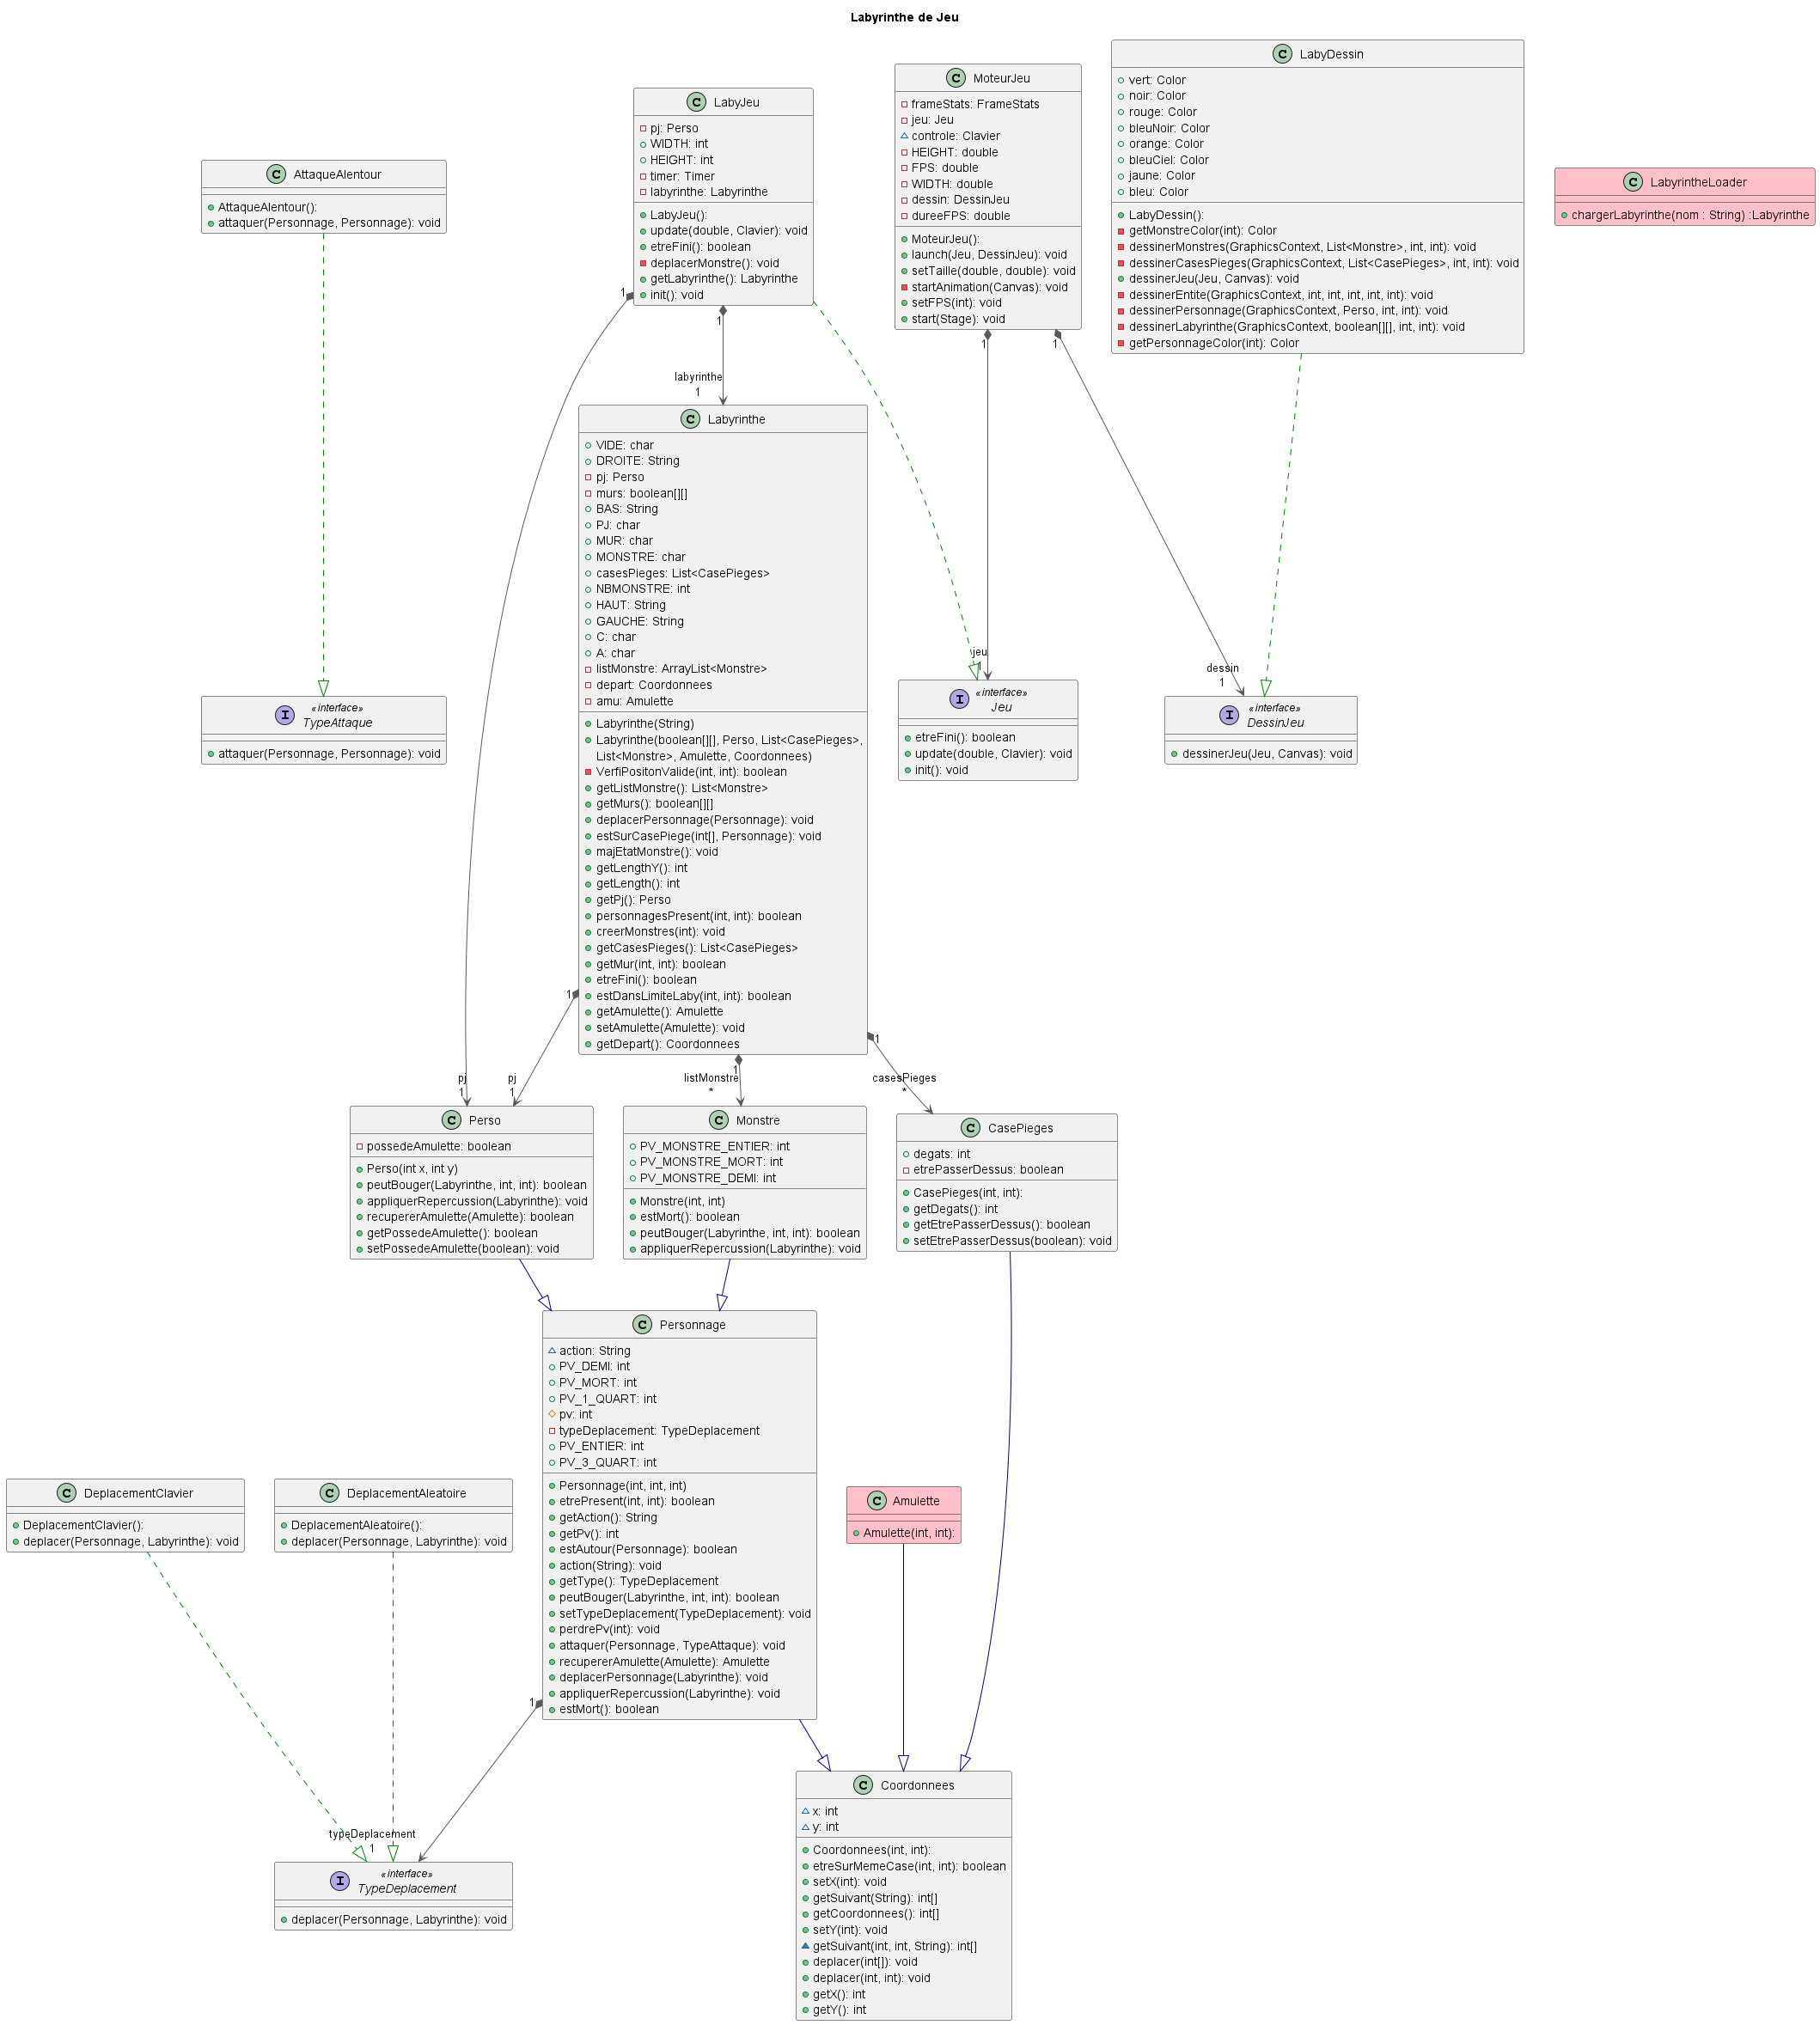 Labyrinthe de Jeu
LabyJeu
pj: Perso
WIDTH: int
HEIGHT: int
timer: Timer
labyrinthe: Labyrinthe
LabyJeu():
update(double, Clavier): void
etreFini(): boolean
deplacerMonstre(): void
getLabyrinthe(): Labyrinthe
init(): void
MoteurJeu
frameStats: FrameStats
jeu: Jeu
controle: Clavier
HEIGHT: double
FPS: double
WIDTH: double
dessin: DessinJeu
dureeFPS: double
MoteurJeu():
launch(Jeu, DessinJeu): void
setTaille(double, double): void
startAnimation(Canvas): void
setFPS(int): void
start(Stage): void
LabyDessin
vert: Color
noir: Color
rouge: Color
bleuNoir: Color
orange: Color
bleuCiel: Color
jaune: Color
bleu: Color
LabyDessin():
getMonstreColor(int): Color
dessinerMonstres(GraphicsContext, List<Monstre>, int, int): void
dessinerCasesPieges(GraphicsContext, List<CasePieges>, int, int): void
dessinerJeu(Jeu, Canvas): void
dessinerEntite(GraphicsContext, int, int, int, int, int): void
dessinerPersonnage(GraphicsContext, Perso, int, int): void
dessinerLabyrinthe(GraphicsContext, boolean[][], int, int): void
getPersonnageColor(int): Color
LabyrintheLoader
chargerLabyrinthe(nom : String) :Labyrinthe
AttaqueAlentour
AttaqueAlentour():
attaquer(Personnage, Personnage): void
1
1
1
1
labyrinthe
1
Labyrinthe
VIDE: char
DROITE: String
pj: Perso
murs: boolean[][]
BAS: String
PJ: char
MUR: char
MONSTRE: char
casesPieges: List<CasePieges>
NBMONSTRE: int
HAUT: String
GAUCHE: String
C: char
A: char
listMonstre: ArrayList<Monstre>
depart: Coordonnees
amu: Amulette
Labyrinthe(String)
Labyrinthe(boolean[][], Perso, List<CasePieges>,
List<Monstre>, Amulette, Coordonnees)
VerfiPositonValide(int, int): boolean
getListMonstre(): List<Monstre>
getMurs(): boolean[][]
deplacerPersonnage(Personnage): void
estSurCasePiege(int[], Personnage): void
majEtatMonstre(): void
getLengthY(): int
getLength(): int
getPj(): Perso
personnagesPresent(int, int): boolean
creerMonstres(int): void
getCasesPieges(): List<CasePieges>
getMur(int, int): boolean
etreFini(): boolean
estDansLimiteLaby(int, int): boolean
getAmulette(): Amulette
setAmulette(Amulette): void
getDepart(): Coordonnees
«interface»
TypeAttaque
attaquer(Personnage, Personnage): void
jeu
1
«interface»
Jeu
etreFini(): boolean
update(double, Clavier): void
init(): void
dessin
1
«interface»
DessinJeu
dessinerJeu(Jeu, Canvas): void
1
1
1
pj
1
pj
1
listMonstre
*
casesPieges
*
Perso
possedeAmulette: boolean
Perso(int x, int y)
peutBouger(Labyrinthe, int, int): boolean
appliquerRepercussion(Labyrinthe): void
recupererAmulette(Amulette): boolean
getPossedeAmulette(): boolean
setPossedeAmulette(boolean): void
Monstre
PV_MONSTRE_ENTIER: int
PV_MONSTRE_MORT: int
PV_MONSTRE_DEMI: int
Monstre(int, int)
estMort(): boolean
peutBouger(Labyrinthe, int, int): boolean
appliquerRepercussion(Labyrinthe): void
CasePieges
degats: int
etrePasserDessus: boolean
CasePieges(int, int):
getDegats(): int
getEtrePasserDessus(): boolean
setEtrePasserDessus(boolean): void
Personnage
action: String
PV_DEMI: int
PV_MORT: int
PV_1_QUART: int
pv: int
typeDeplacement: TypeDeplacement
PV_ENTIER: int
PV_3_QUART: int
Personnage(int, int, int)
etrePresent(int, int): boolean
getAction(): String
getPv(): int
estAutour(Personnage): boolean
action(String): void
getType(): TypeDeplacement
peutBouger(Labyrinthe, int, int): boolean
setTypeDeplacement(TypeDeplacement): void
perdrePv(int): void
attaquer(Personnage, TypeAttaque): void
recupererAmulette(Amulette): Amulette
deplacerPersonnage(Labyrinthe): void
appliquerRepercussion(Labyrinthe): void
estMort(): boolean
DeplacementClavier
DeplacementClavier():
deplacer(Personnage, Labyrinthe): void
DeplacementAleatoire
DeplacementAleatoire():
deplacer(Personnage, Labyrinthe): void
Amulette
Amulette(int, int):
1
typeDeplacement
1
«interface»
TypeDeplacement
deplacer(Personnage, Labyrinthe): void
Coordonnees
x: int
y: int
Coordonnees(int, int):
etreSurMemeCase(int, int): boolean
setX(int): void
getSuivant(String): int[]
getCoordonnees(): int[]
setY(int): void
getSuivant(int, int, String): int[]
deplacer(int[]): void
deplacer(int, int): void
getX(): int
getY(): int